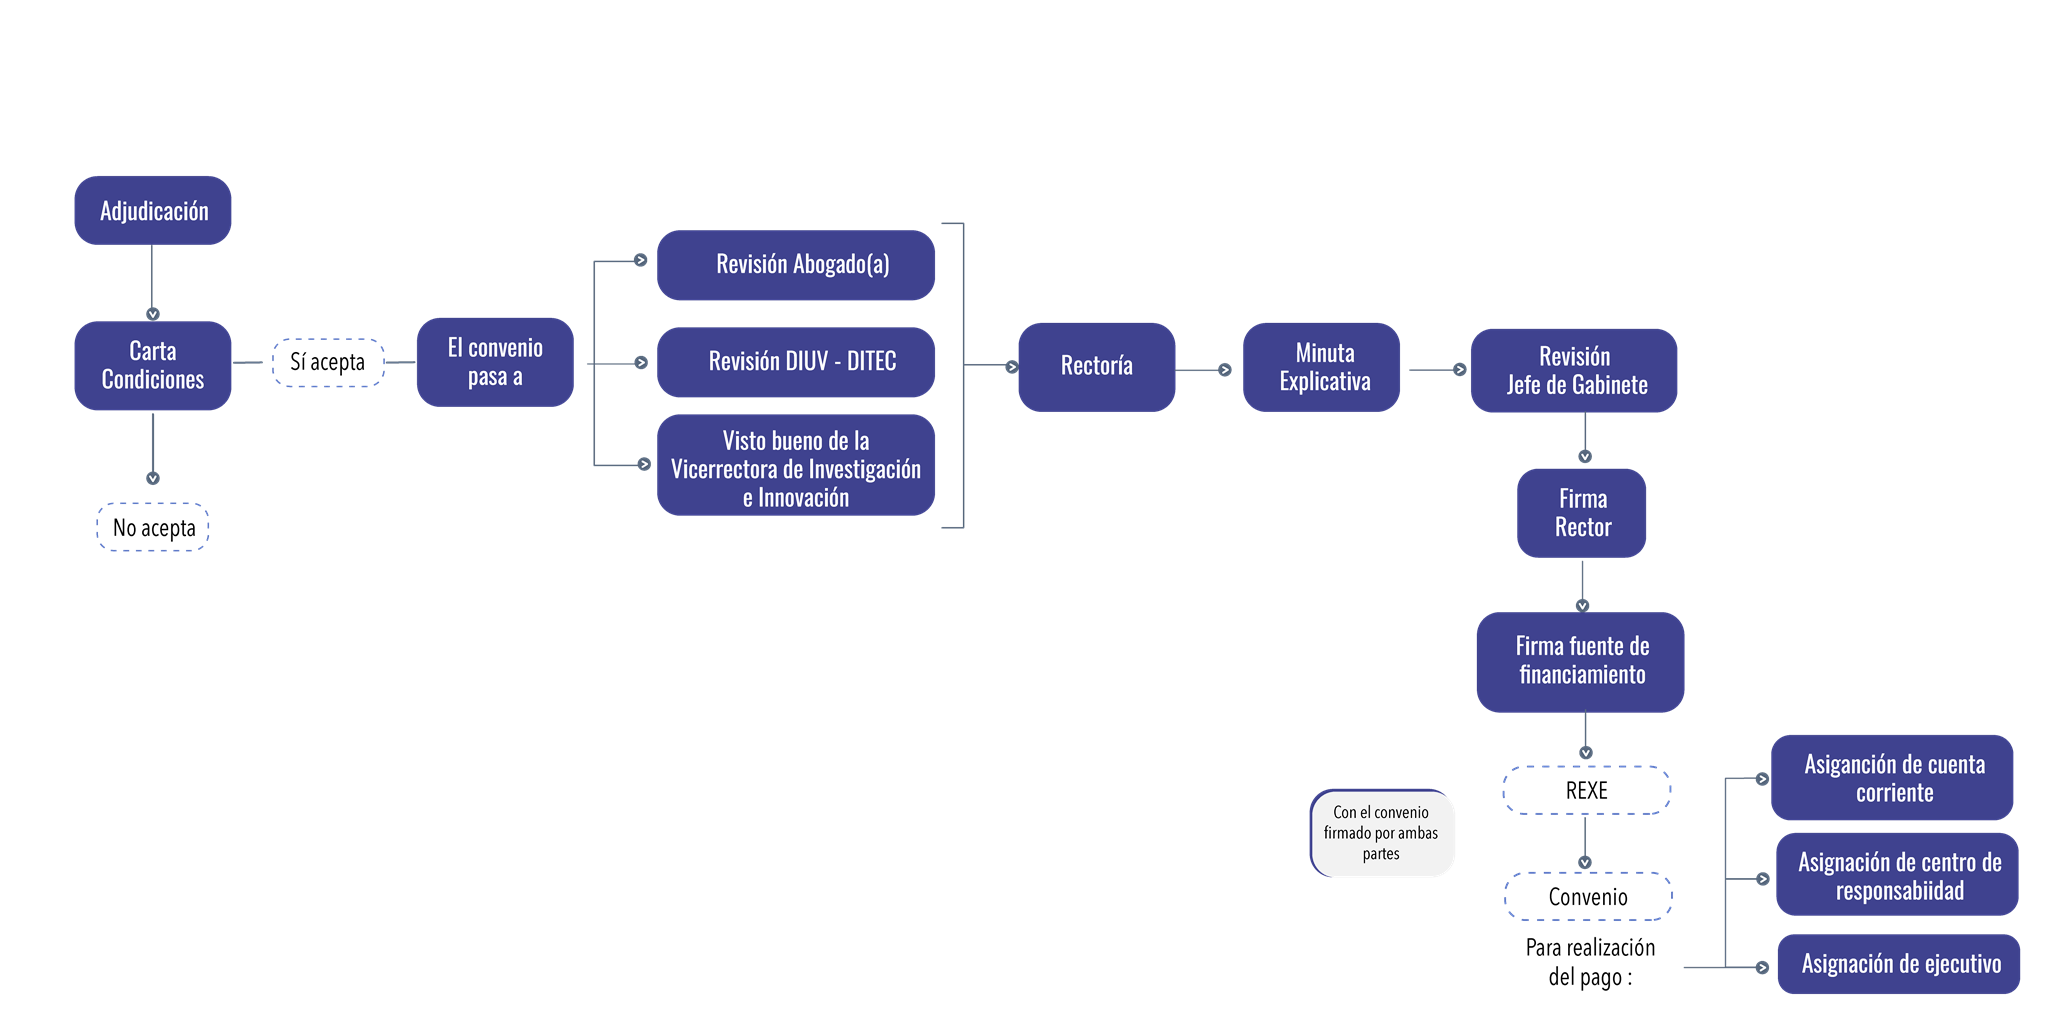 Adjudicación
Carta
Condiciones
No acepta
Sí acepta
El convenio
pasa a
Revisión Abogado(a)
Revisión DIUV - DITEC
Visto bueno de la
Vicerrectora de Investigación
e Innovación
Rectoría
Minuta
Explicativa
Revisión
Jefe de Gabinete
Firma
Rector
Firma fuente de
financiamiento
REXE
Con el convenio
firmado por ambas
partes
Convenio
Para realización
del pago :
Asigancíón de cuenta
corriente
Asignación de centro de
responsabiidad
Asignación de ejecutivo